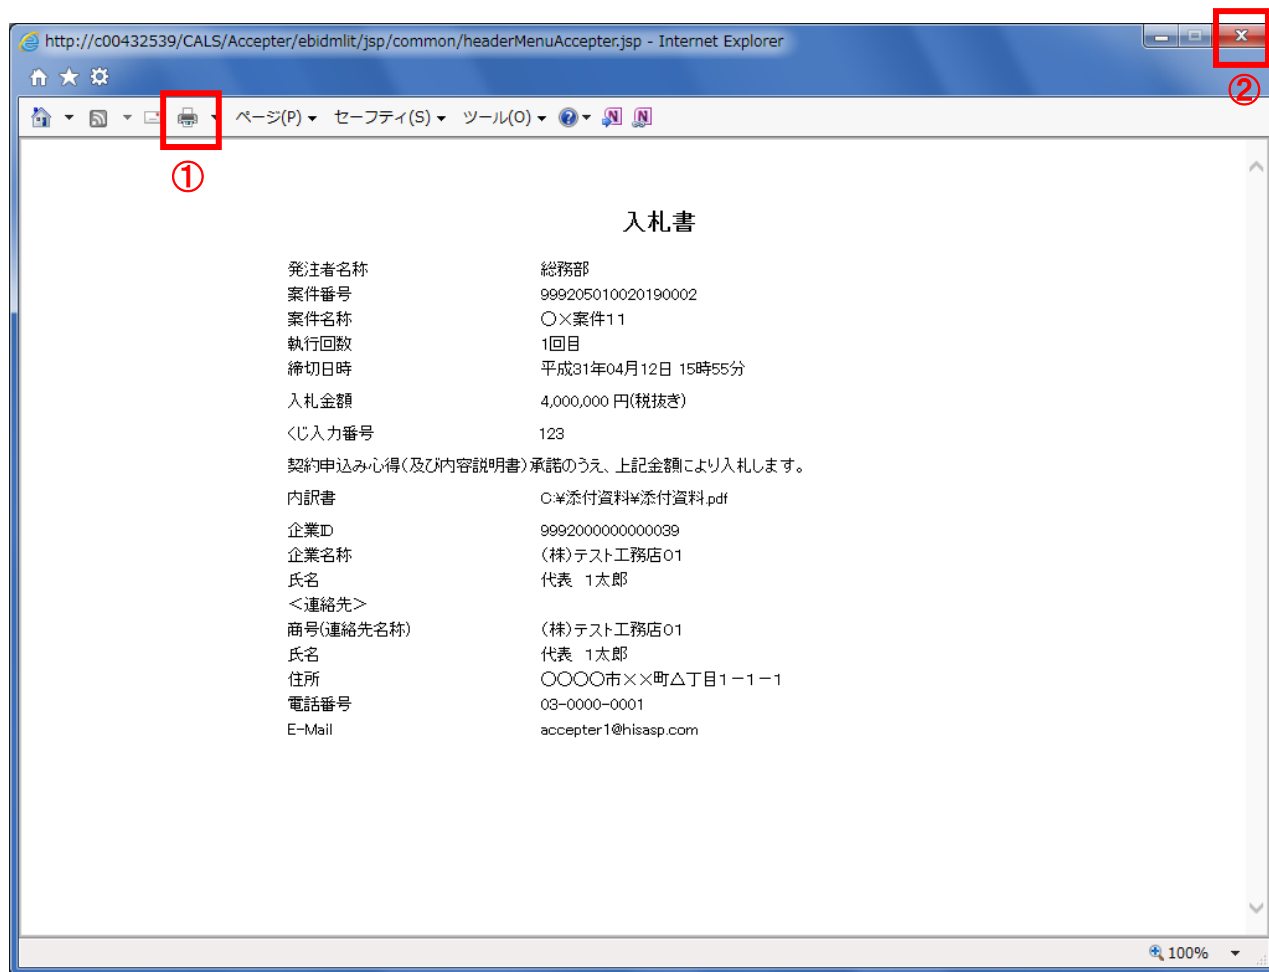 http://c00432539/CALS/Accepter/ebidmlit/jsp/common/headerMenuAccepter.jsp - Internet Explorer
②
ページ(P) セーフティ(S) ツール(O)
①
入札書
発注者名称 総務部
案件番号 999205010020190002
案件名称 〇×案件11
執行回数 1回目
締切日時 平成31年04月12日 15時55分
入札金額 4,000,000 円(税抜き)
くじ入力番号 123
契約申込み心得(及び内容説明書)承諾のうえ、上記金額により入札します。
内訳書 C:¥添付資料¥添付資料.pdf
企業ID 9992000000000039
企業名称 (株)テスト工務店01
氏名 代表 1太郎
<連絡先>
商号(連絡先名称) (株)テスト工務店01
氏名 代表 1太郎
住所 〇〇〇〇市××町△丁目1-1-1
電話番号 03-0000-0001
E-Mail accepter1@hisasp.com
100%